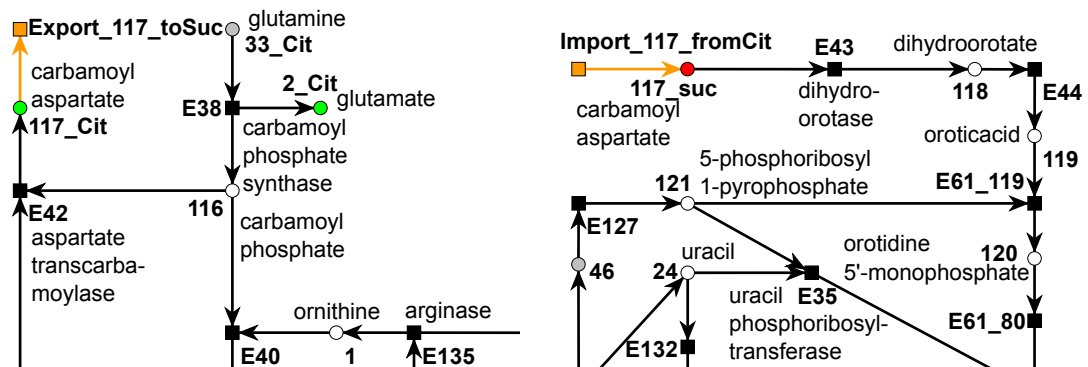 Export_117_toSuc
glutamine
33_Cit
carbamoyl
aspartate
117_Cit
2_Cit
glutamate
E38
carbamoyl
phosphate
synthase
116
E42
aspartate
transcarba-
moylase
carbamoyl
phosphate
ornithine
arginase
E40
1
E135
Import_117_fromCit
117_suc
carbamoyl
aspartate
E43
dihydro-
orotase
dihydroorotate
118
E44
oroticacid
119
5-phosphoribosyl
1-pyrophosphate
121
E61_119
E127
46
uracil
24
E35
uracil
phosphoribosyl-
transferase
orotidine
5'-monophosphate
120
E61_80
E132